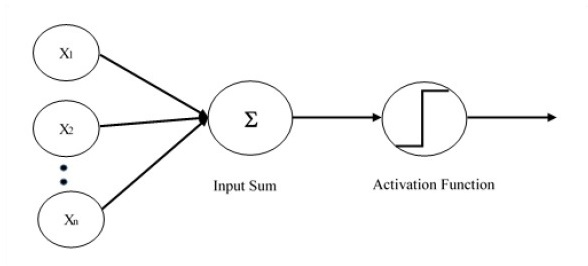 X1
X2
Σ
Xn
Input Sum
Activation Function